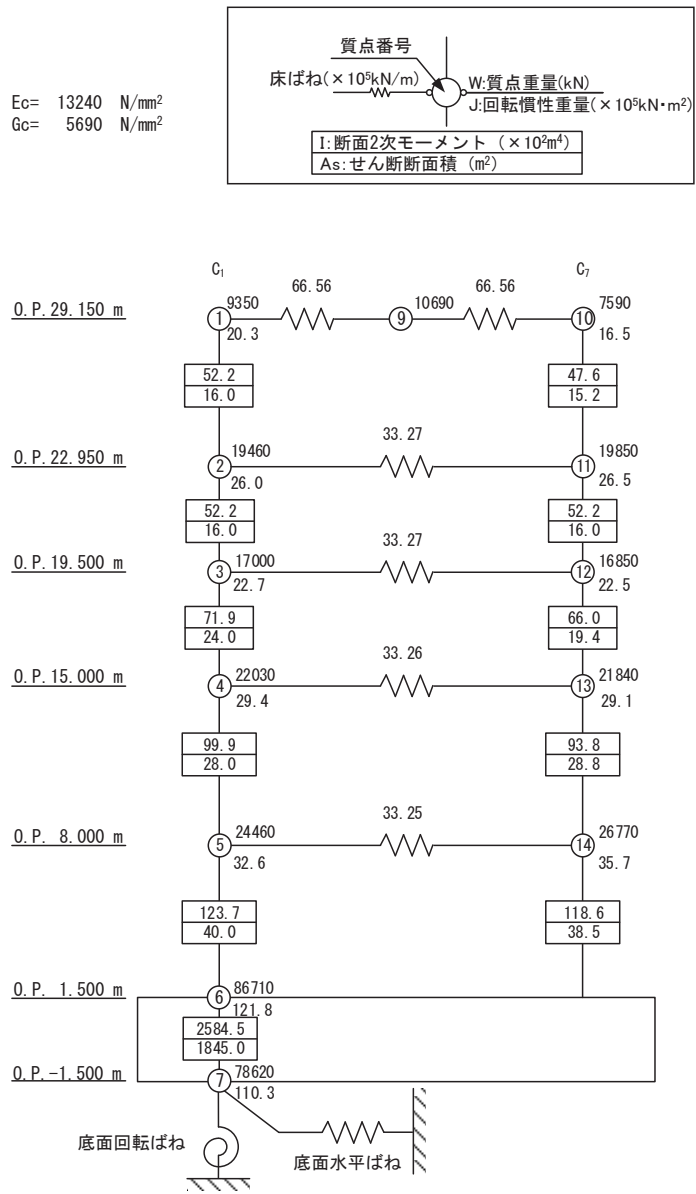 質点番号
床ばね(×10⁵kN/m)
W:質点重量(kN)
J:回転慣性重量(×10⁵kN・m²)
I:断面2次モーメント (×10²m⁴)
As:せん断断面積 (m²)
Ec= 13240 N/mm²
Gc= 5690 N/mm²
C₁ C₇
66.56 66.56
O.P.29.150 m ① 9350 ⑨ 10690 ⑩ 7590
20.3 16.5
52.2 47.6
16.0 15.2
33.27
O.P.22.950 m ② 19460 ⑪ 19850
26.0 26.5
52.2 52.2
16.0 16.0
33.27
O.P.19.500 m ③ 17000 ⑫ 16850
22.7 22.5
71.9 66.0
24.0 19.4
33.26
O.P.15.000 m ④ 22030 ⑬ 21840
29.4 29.1
99.9 93.8
28.0 28.8
33.25
O.P. 8.000 m ⑤ 24460 ⑭ 26770
32.6 35.7
123.7 118.6
40.0 38.5
O.P. 1.500 m ⑥ 86710
121.8
2584.5
1845.0
O.P.-1.500 m ⑦ 78620
110.3
底面回転ばね
底面水平ばね